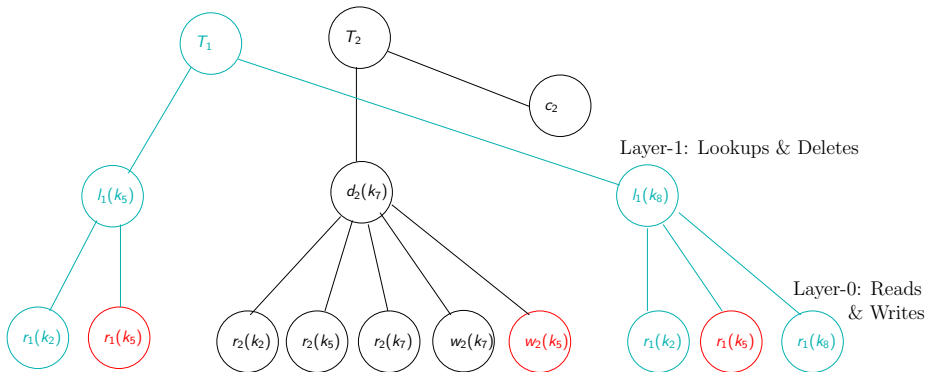 T₁
T₂
c₂
Layer-1: Lookups & Deletes
l₁(k₅)
d₂(k₇)
l₁(k₈)
Layer-0: Reads
& Writes
r₁(k₂)
r₁(k₅)
r₂(k₂)
r₂(k₅)
r₂(k₇)
w₂(k₇)
w₂(k₅)
r₁(k₂)
r₁(k₅)
r₁(k₈)